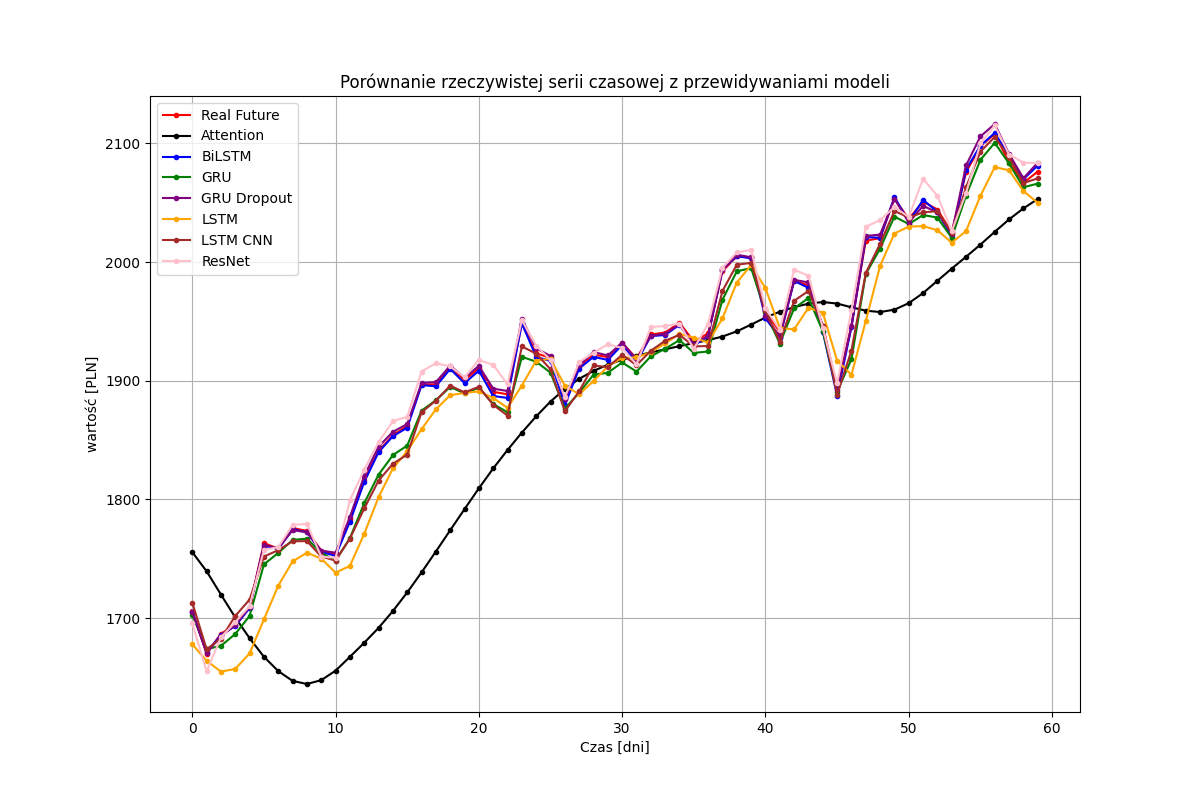 Porównanie rzeczywistej serii czasowej z przewidywaniami modeli
Real Future
Attention
BiLSTM
GRU
GRU Dropout
LSTM
LSTM CNN
ResNet
wartość [PLN]
2100
2000
1900
1800
1700
0 10 20 30 40 50 60
Czas [dni]